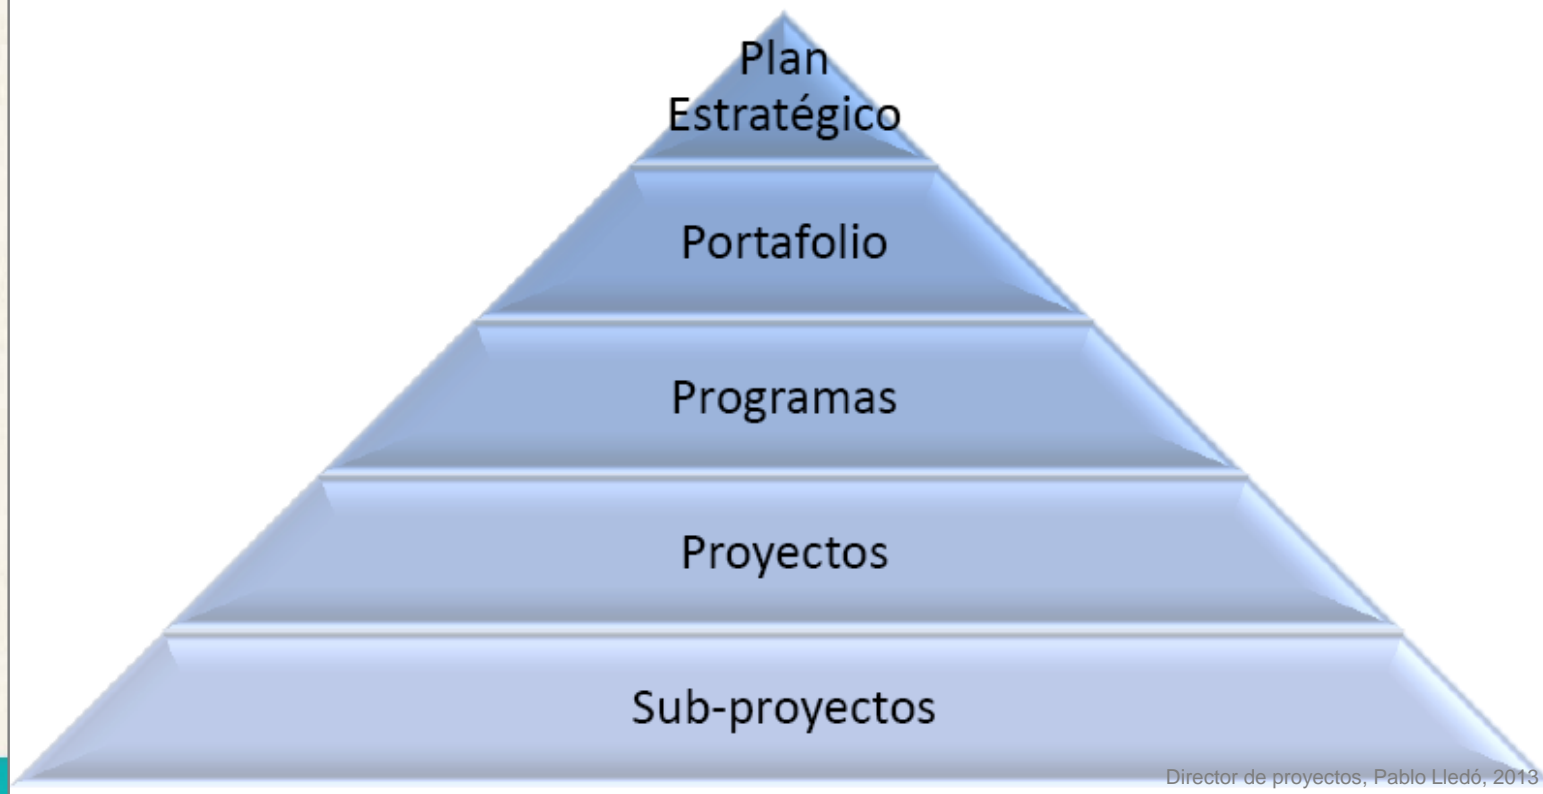 Plan
Estratégico
Portafolio
Programas
Proyectos
Sub-proyectos
Director de proyectos, Pablo Lledó, 2013